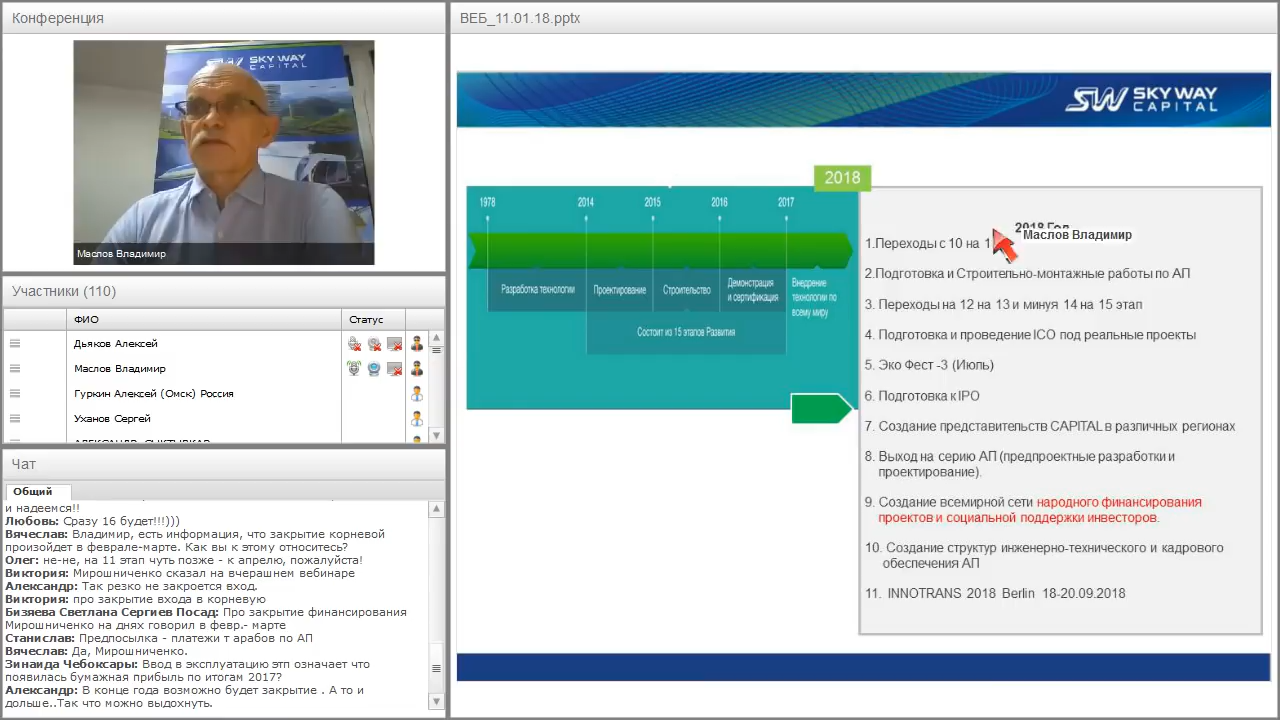 Конференция
SKY WAY
CAPITAL
Маслов Владимир
Участники (110)
ФИО
Статус
Дьяков Алексей
Маслов Владимир
Гуркин Алексей (Омск) Россия
Уханов Сергей
Чат
Общий
и надеемся!!
Любовь: Сразу 16 будет!!!)))
Вячеслав: Владимир, есть информация, что закрытие корневой
произойдет в феврале-марте. Как вы к этому относитесь?
Олег: не-не, на 11 этап чуть позже - к апрелю, пожалуйста!
Виктория: Мирошниченко сказал на вчерашнем вебинаре
Александр: Так резко не закроется вход.
Виктория: про закрытие входа в корневую
Бизяева Светлана Сергиев Посад: Про закрытие финансирования
Мирошниченко на днях говорил в февр.- марте
Станислав: Предпосылка - платежи т арабов по АП
Вячеслав: Да, Мирошниченко.
Зинаида Чебоксары: Ввод в эксплуатацию этп означает что
появилась бумажная прибыль по итогам 2017?
Александр: В конце года возможно будет закрытие . А то и
дольше..Так что можно выдохнуть.
ВЕБ_11.01.18.pptx
SW SKY WAY
CAPITAL
2018
1978 2014 2015 2016 2017
Разработка технологии
Проектирование
Строительство
Демонстрация
и сертификация
Внедрение
технологии по
всему миру
Состоит из 15 этапов Развития
2018 Год
Маслов Владимир
1.Переходы с 10 на 1
2.Подготовка и Строительно-монтажные работы по АП
3. Переходы на 12 на 13 и минуя 14 на 15 этап
4. Подготовка и проведение ICO под реальные проекты
5. Эко Фест -3 (Июль)
6. Подготовка к IPO
7. Создание представительств CAPITAL в различных регионах
8. Выход на серию АП (предпроектные разработки и
проектирование).
9. Создание всемирной сети народного финансирования
проектов и социальной поддержки инвесторов.
10. Создание структур инженерно-технического и кадрового
обеспечения АП
11. INNOTRANS 2018 Berlin 18-20.09.2018